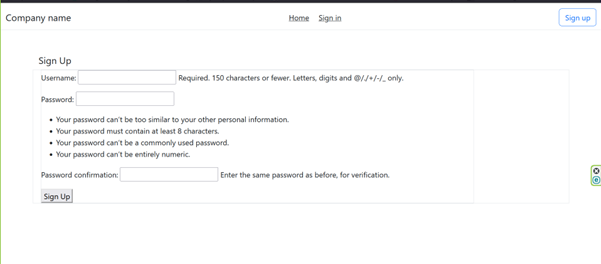 Company name
Home Sign in
Sign up
Sign Up
Username: Required. 150 characters or fewer. Letters, digits and @/./+/-/_ only.
Password:
Your password can't be too similar to your other personal information.
Your password must contain at least 8 characters.
Your password can't be a commonly used password.
Your password can't be entirely numeric.
Password confirmation: Enter the same password as before, for verification.
Sign Up